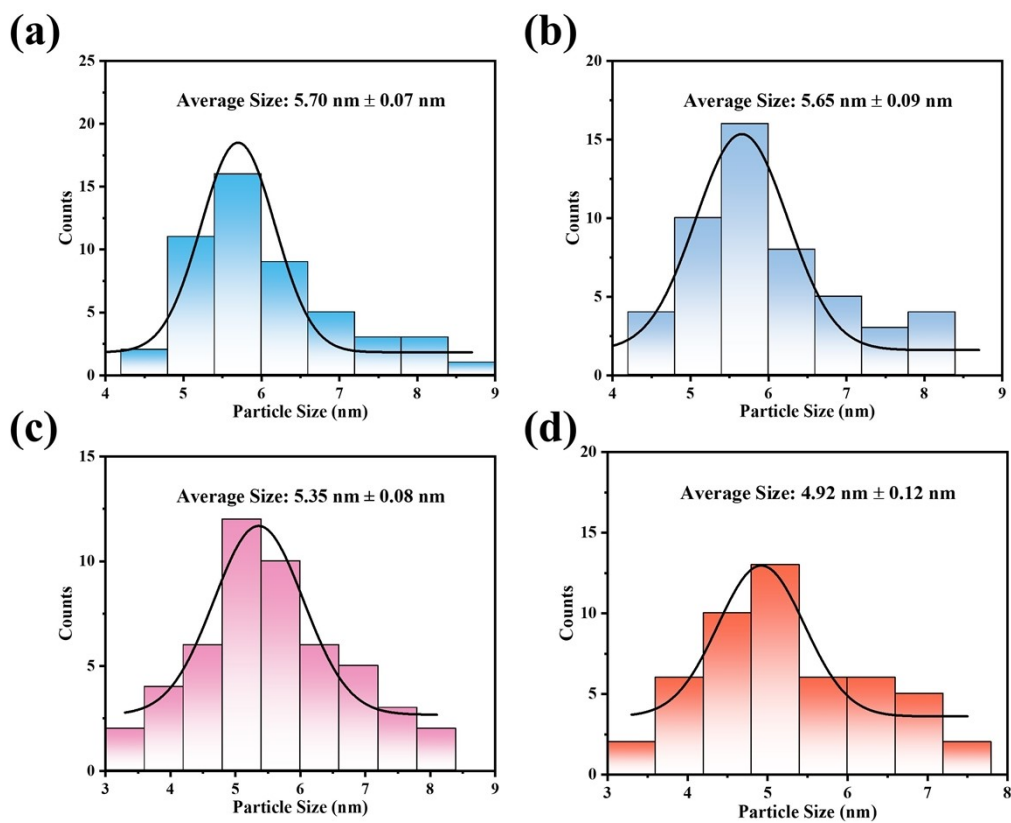 (a)
Average Size: 5.70 nm ± 0.07 nm
25
20
15
10
5
0
Counts
4 5 6 7 8 9
Particle Size (nm)
(b)
Average Size: 5.65 nm ± 0.09 nm
20
15
10
5
0
Counts
4 5 6 7 8 9
Particle Size (nm)
(c)
Average Size: 5.35 nm ± 0.08 nm
15
10
5
0
Counts
3 4 5 6 7 8 9
Particle Size (nm)
(d)
Average Size: 4.92 nm ± 0.12 nm
20
15
10
5
0
Counts
3 4 5 6 7 8
Particle Size (nm)